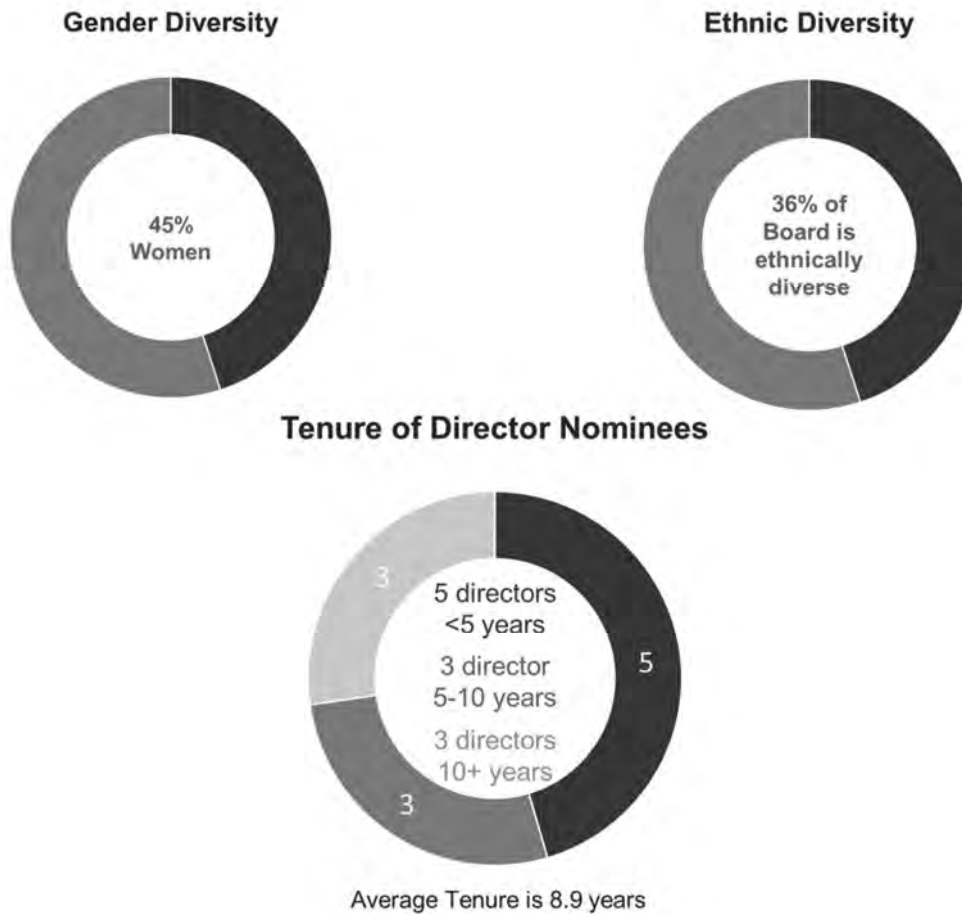 Gender Diversity
45%
Women
Ethnic Diversity
36% of
Board is
ethnically
diverse
Tenure of Director Nominees
3
5 directors
<5 years
5
3 director
5-10 years
3 directors
10+ years
3
Average Tenure is 8.9 years